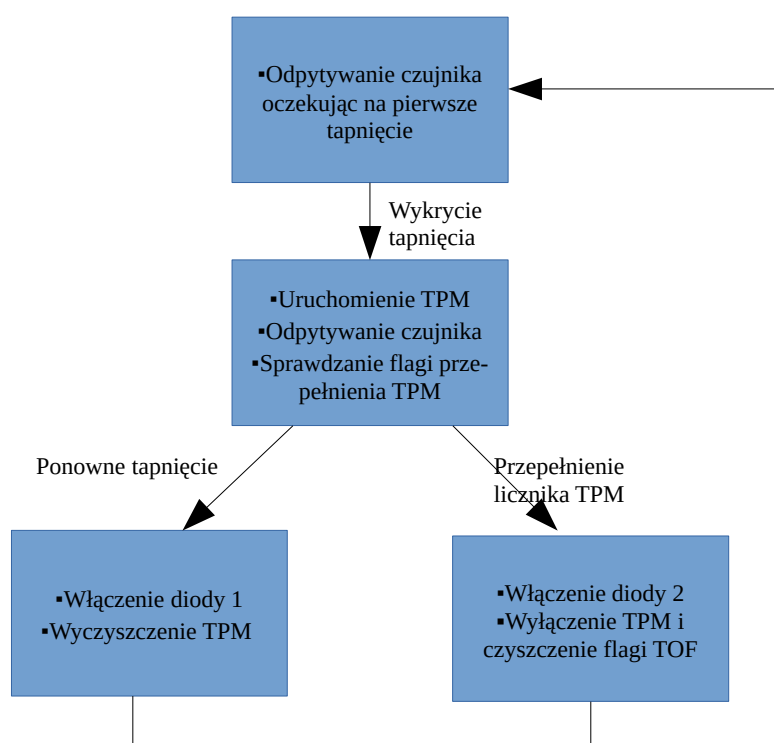 ▪Odpytywanie czujnika
oczekując na pierwsze
tapnięcie
Wykrycie
tapnięcia
▪Uruchomienie TPM
▪Odpytywanie czujnika
▪Sprawdzanie flagi prze-
pełnienia TPM
Ponowne tapnięcie
Przepełnienie
licznika TPM
▪Włączenie diody 1
▪Wyczyszczenie TPM
▪Włączenie diody 2
▪Wyłączenie TPM i
czyszczenie flagi TOF